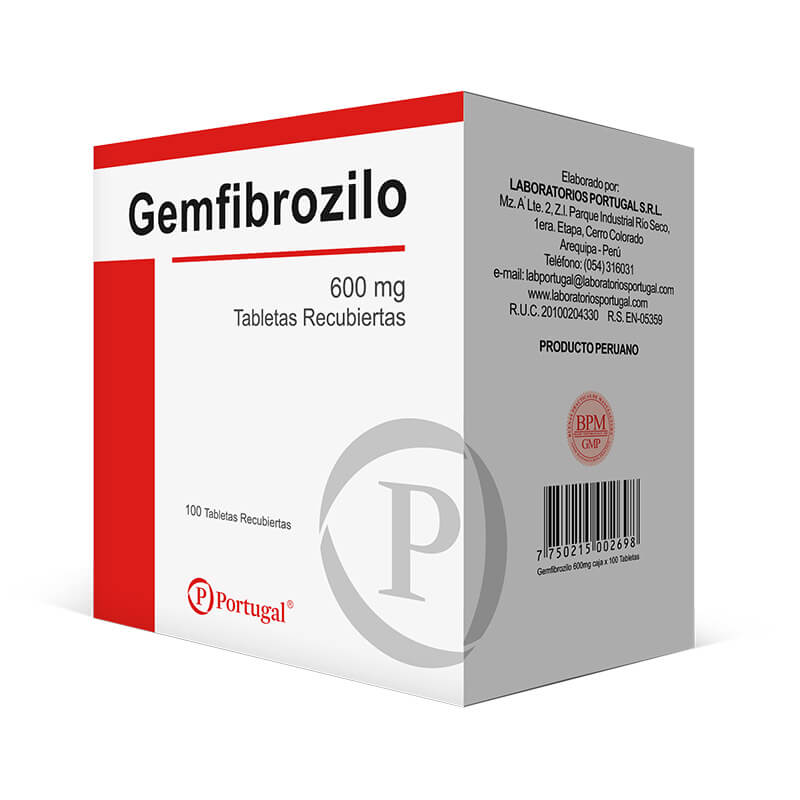 Gemfibrozilo
600 mg
Tabletas Recubiertas
100 Tabletas Recubiertas
P Portugal®
P
Elaborado por:
LABORATORIOS PORTUGAL S.R.L.
Mz. A Lte. 2, Z.I. Parque Industrial Río Seco,
1era. Etapa, Cerro Colorado
Arequipa - Perú
Teléfono: (054) 316031
e-mail: labportugal@laboratoriosportugal.com
www.laboratoriosportugal.com
R.U.C. 20100204330 R.S. EN-05359
PRODUCTO PERUANO
BPM
GMP
7 750215 002698
Gemfibrozilo 600mg caja x 100 Tabletas